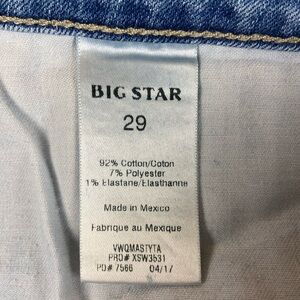 BIG STAR
29
92% Cotton/Coton
7% Polyester
1% Elastane/Elasthanne
Made in Mexico
Fabrique au Mexique
VWQMASTYTA
PRO# XSW3531
PO# 7566 04/17